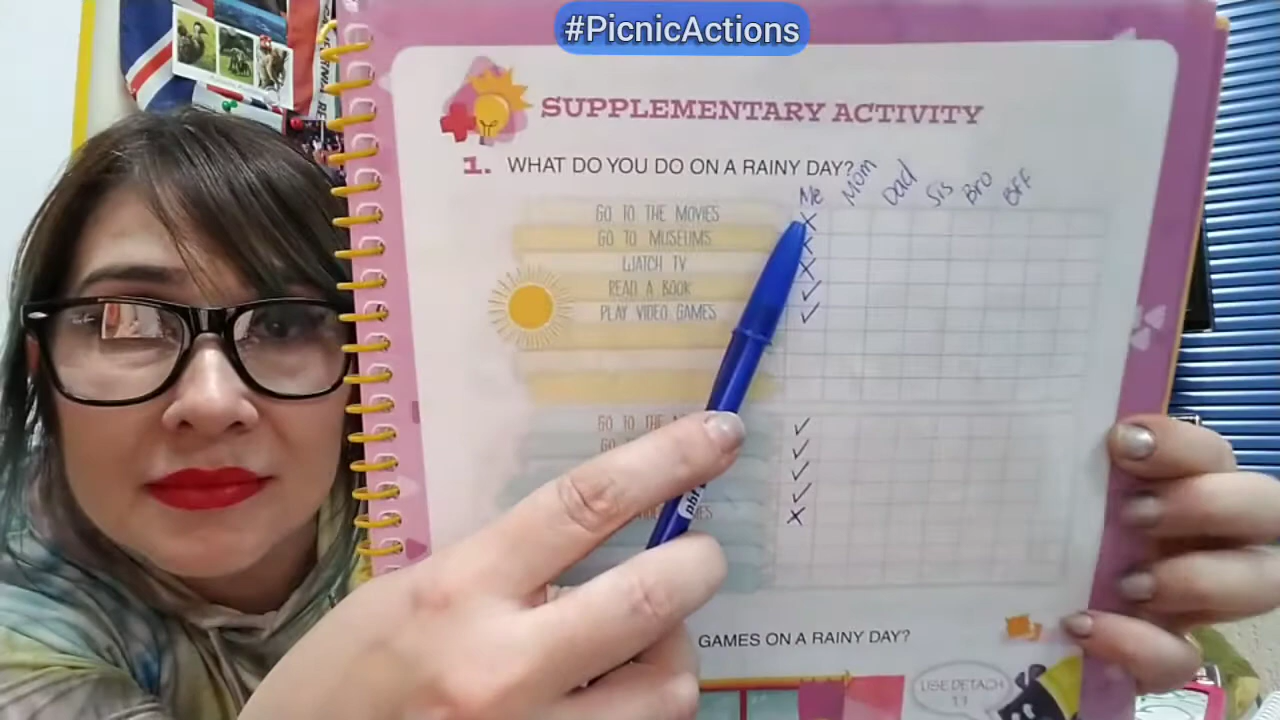 #PicnicActions
SUPPLEMENTARY ACTIVITY
1. WHAT DO YOU DO ON A RAINY DAY?
Me Mom Dad Sis Bro BFF
GO TO THE MOVIES
GO TO MUSEUMS
WATCH TV
READ A BOOK
PLAY VIDEO GAMES
GO TO THE
GO
GAMES ON A RAINY DAY?
USE DETACH
11